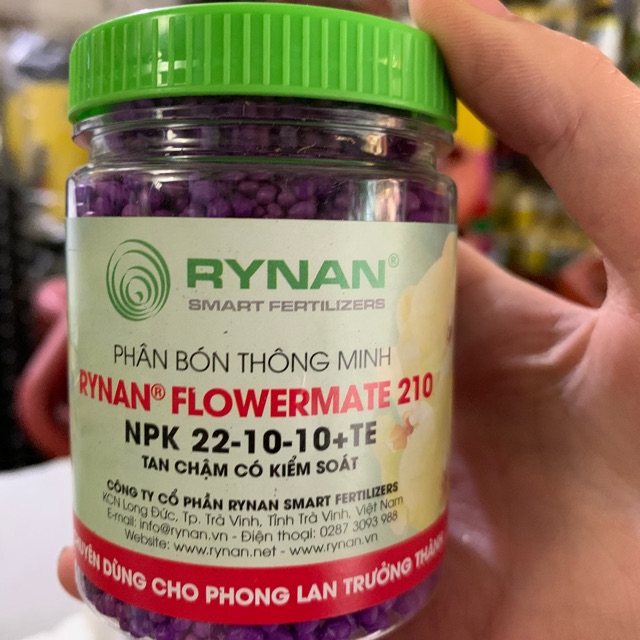 RYNAN®
SMART FERTILIZERS
PHÂN BÓN THÔNG MINH
RYNAN® FLOWERMATE 210
NPK 22-10-10+TE
TAN CHẬM CÓ KIỂM SOÁT
CÔNG TY CỔ PHẦN RYNAN SMART FERTILIZERS
KCN Long Đức, Tp. Trà Vinh, Tỉnh Trà Vinh, Việt Nam
E-mail: info@rynan.vn - Điện thoại: 0287 3093 988
Website: www.rynan.net - www.rynan.vn
DÙNG CHO PHONG LAN TRƯỞNG